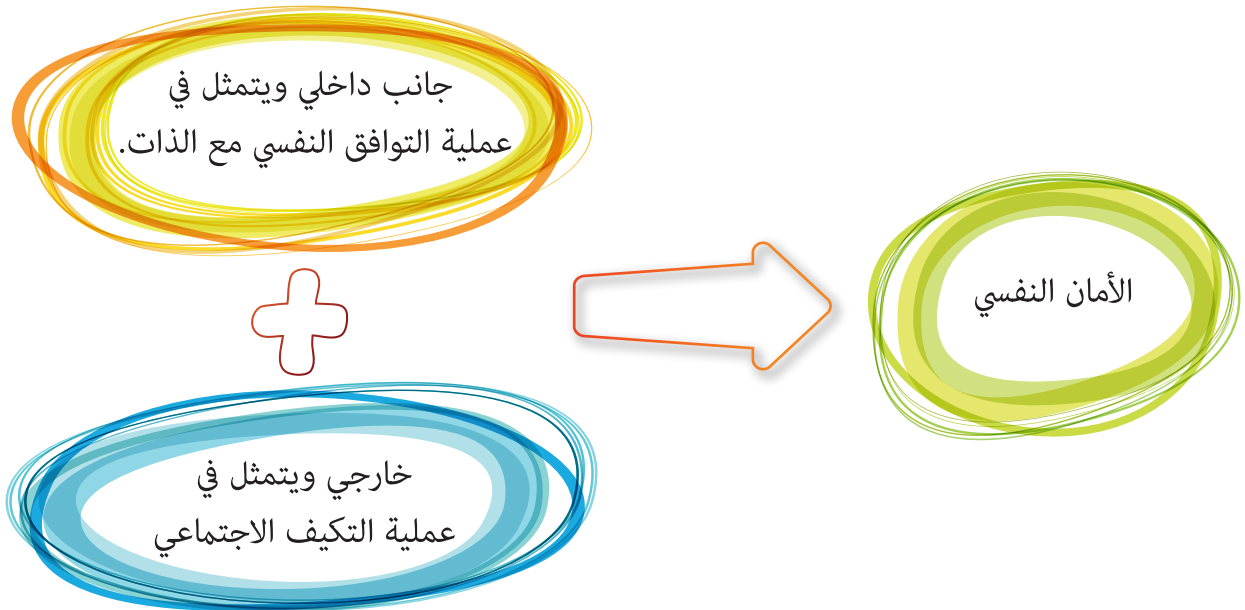 جانب داخلي ويتمثل في
عملية التوافق النفسي مع الذات.
خارجي ويتمثل في
عملية التكيف الاجتماعي
الأمان النفسي